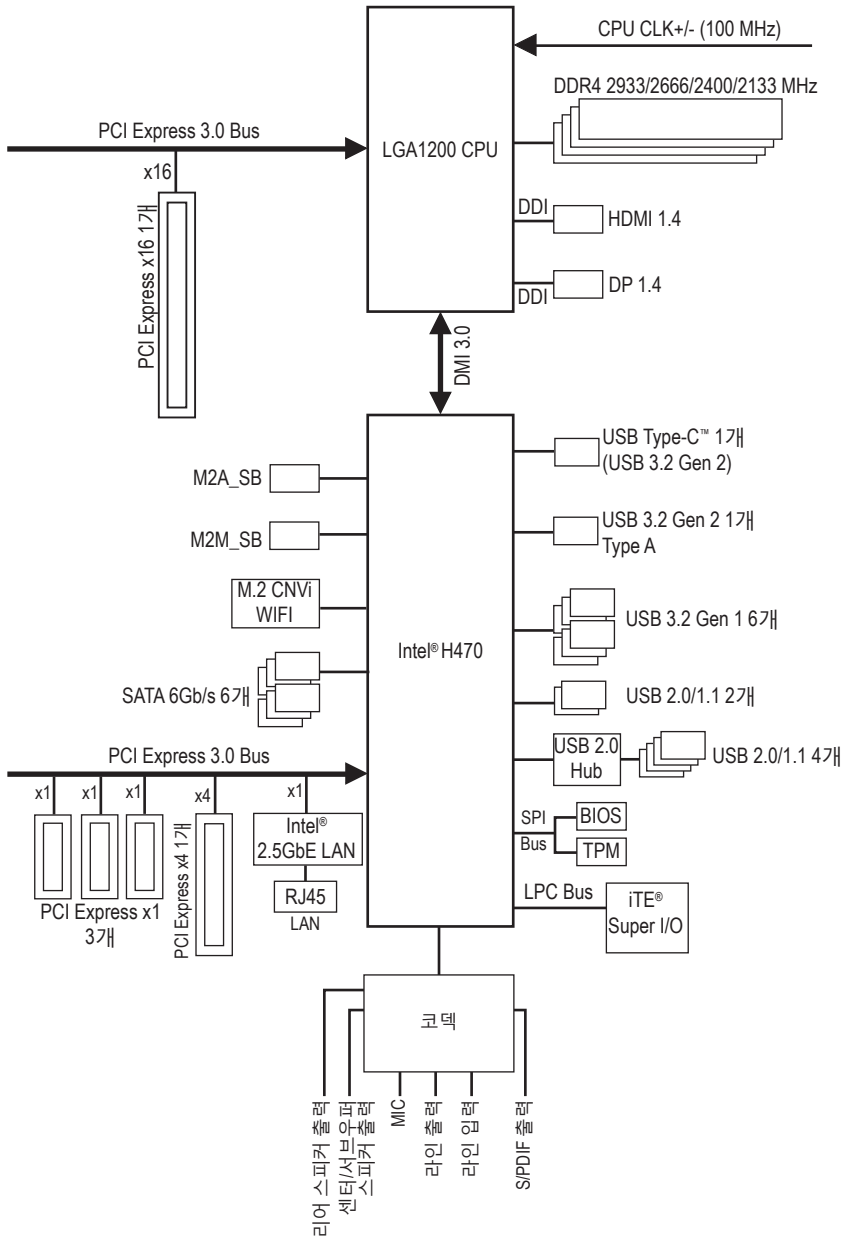 CPU CLK+/- (100 MHz)
DDR4 2933/2666/2400/2133 MHz
PCI Express 3.0 Bus
LGA1200 CPU
x16
PCI Express x16 1개
DDI
HDMI 1.4
DP 1.4
DDI
DMI 3.0
USB Type-C™ 1개
(USB 3.2 Gen 2)
M2A_SB
USB 3.2 Gen 2 1개
Type A
M2M_SB
M.2 CNVi
WIFI
USB 3.2 Gen 1 6개
Intel® H470
SATA 6Gb/s 6개
USB 2.0/1.1 2개
USB 2.0
Hub
USB 2.0/1.1 4개
PCI Express 3.0 Bus
x1
x1
x1
x4
x1
PCI Express x1
3개
PCI Express x4 1개
Intel®
2.5GbE LAN
RJ45
LAN
SPI
Bus
BIOS
TPM
LPC Bus
iTE®
Super I/O
코덱
리어 스피커 출력
센터/서브우퍼
스피커 출력
MIC
라인 출력
라인 입력
S/PDIF 출력